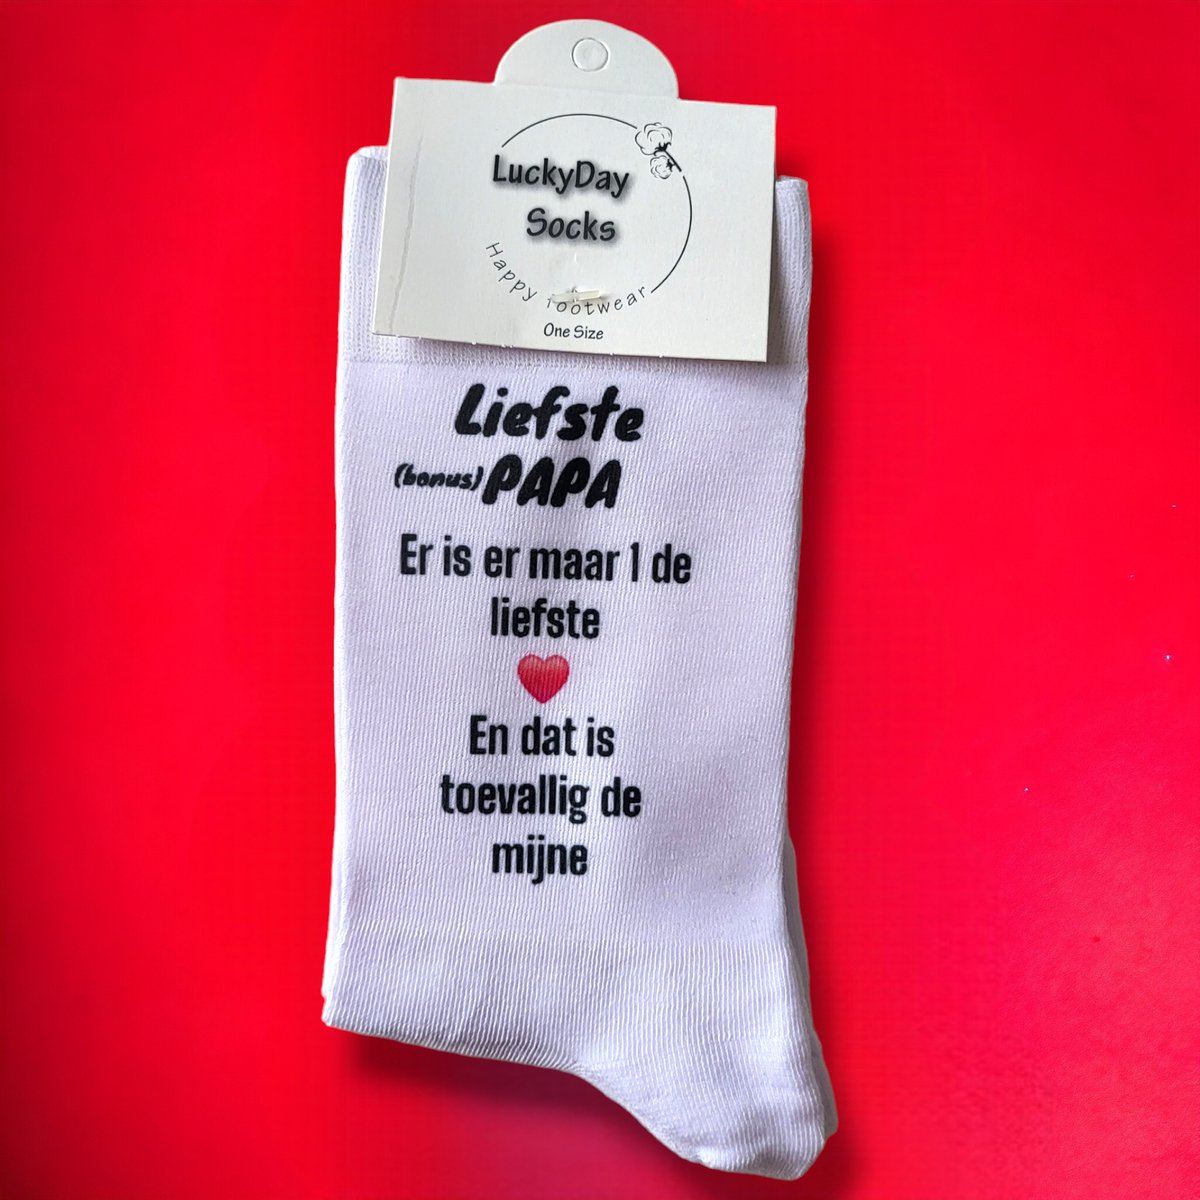 LuckyDay
Socks
Happy footwear
One Size
Liefste
(bonus) PAPA
Er is er maar 1 de
liefste
❤️
En dat is
toevallig de
mijne